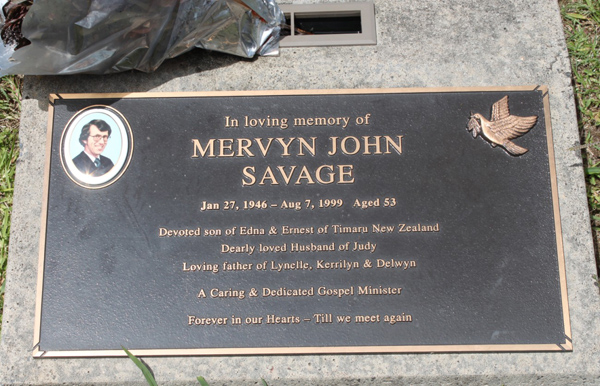 In loving memory of
MERVYN JOHN
SAVAGE
Jan 27, 1946 – Aug 7, 1999 Aged 53
Devoted son of Edna & Ernest of Timaru New Zealand
Dearly loved Husband of Judy
Loving father of Lynelle, Kerrilyn & Delwyn
A Caring & Dedicated Gospel Minister
Forever in our Hearts – Till we meet again